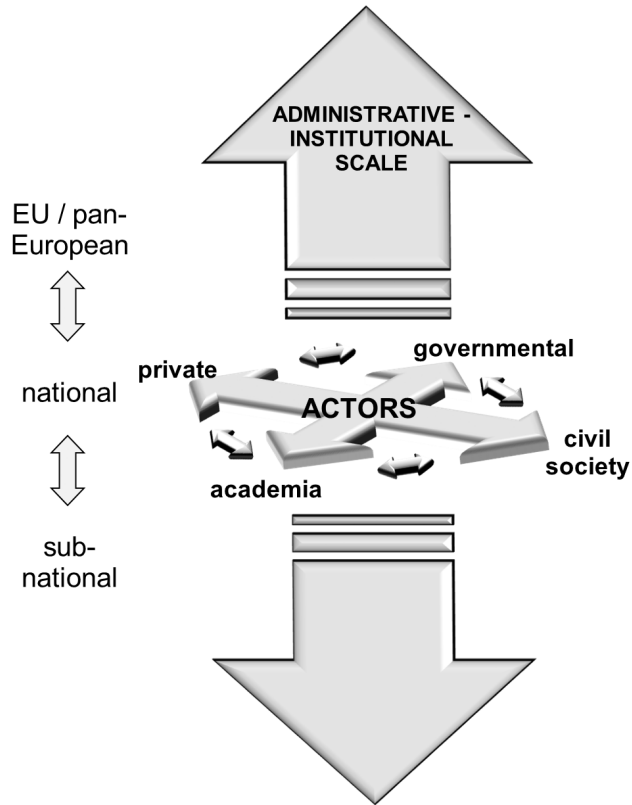 ADMINISTRATIVE -
INSTITUTIONAL
SCALE
EU / pan-
European
national
sub-
national
governmental
private
ACTORS
civil
society
academia